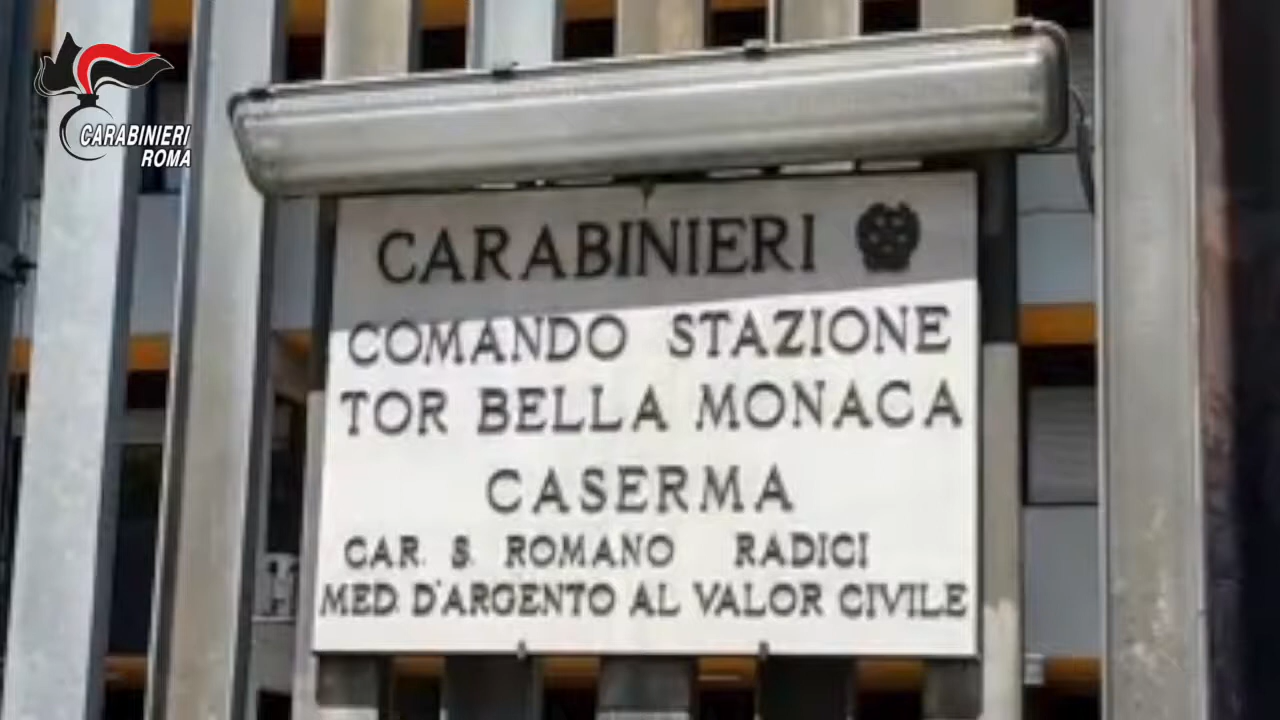 CARABINIERI
ROMA
CARABINIERI
COMANDO STAZIONE
TOR BELLA MONACA
CASERMA
CAR. S. ROMANO RADICI
MED. D'ARGENTO AL VALOR CIVILE